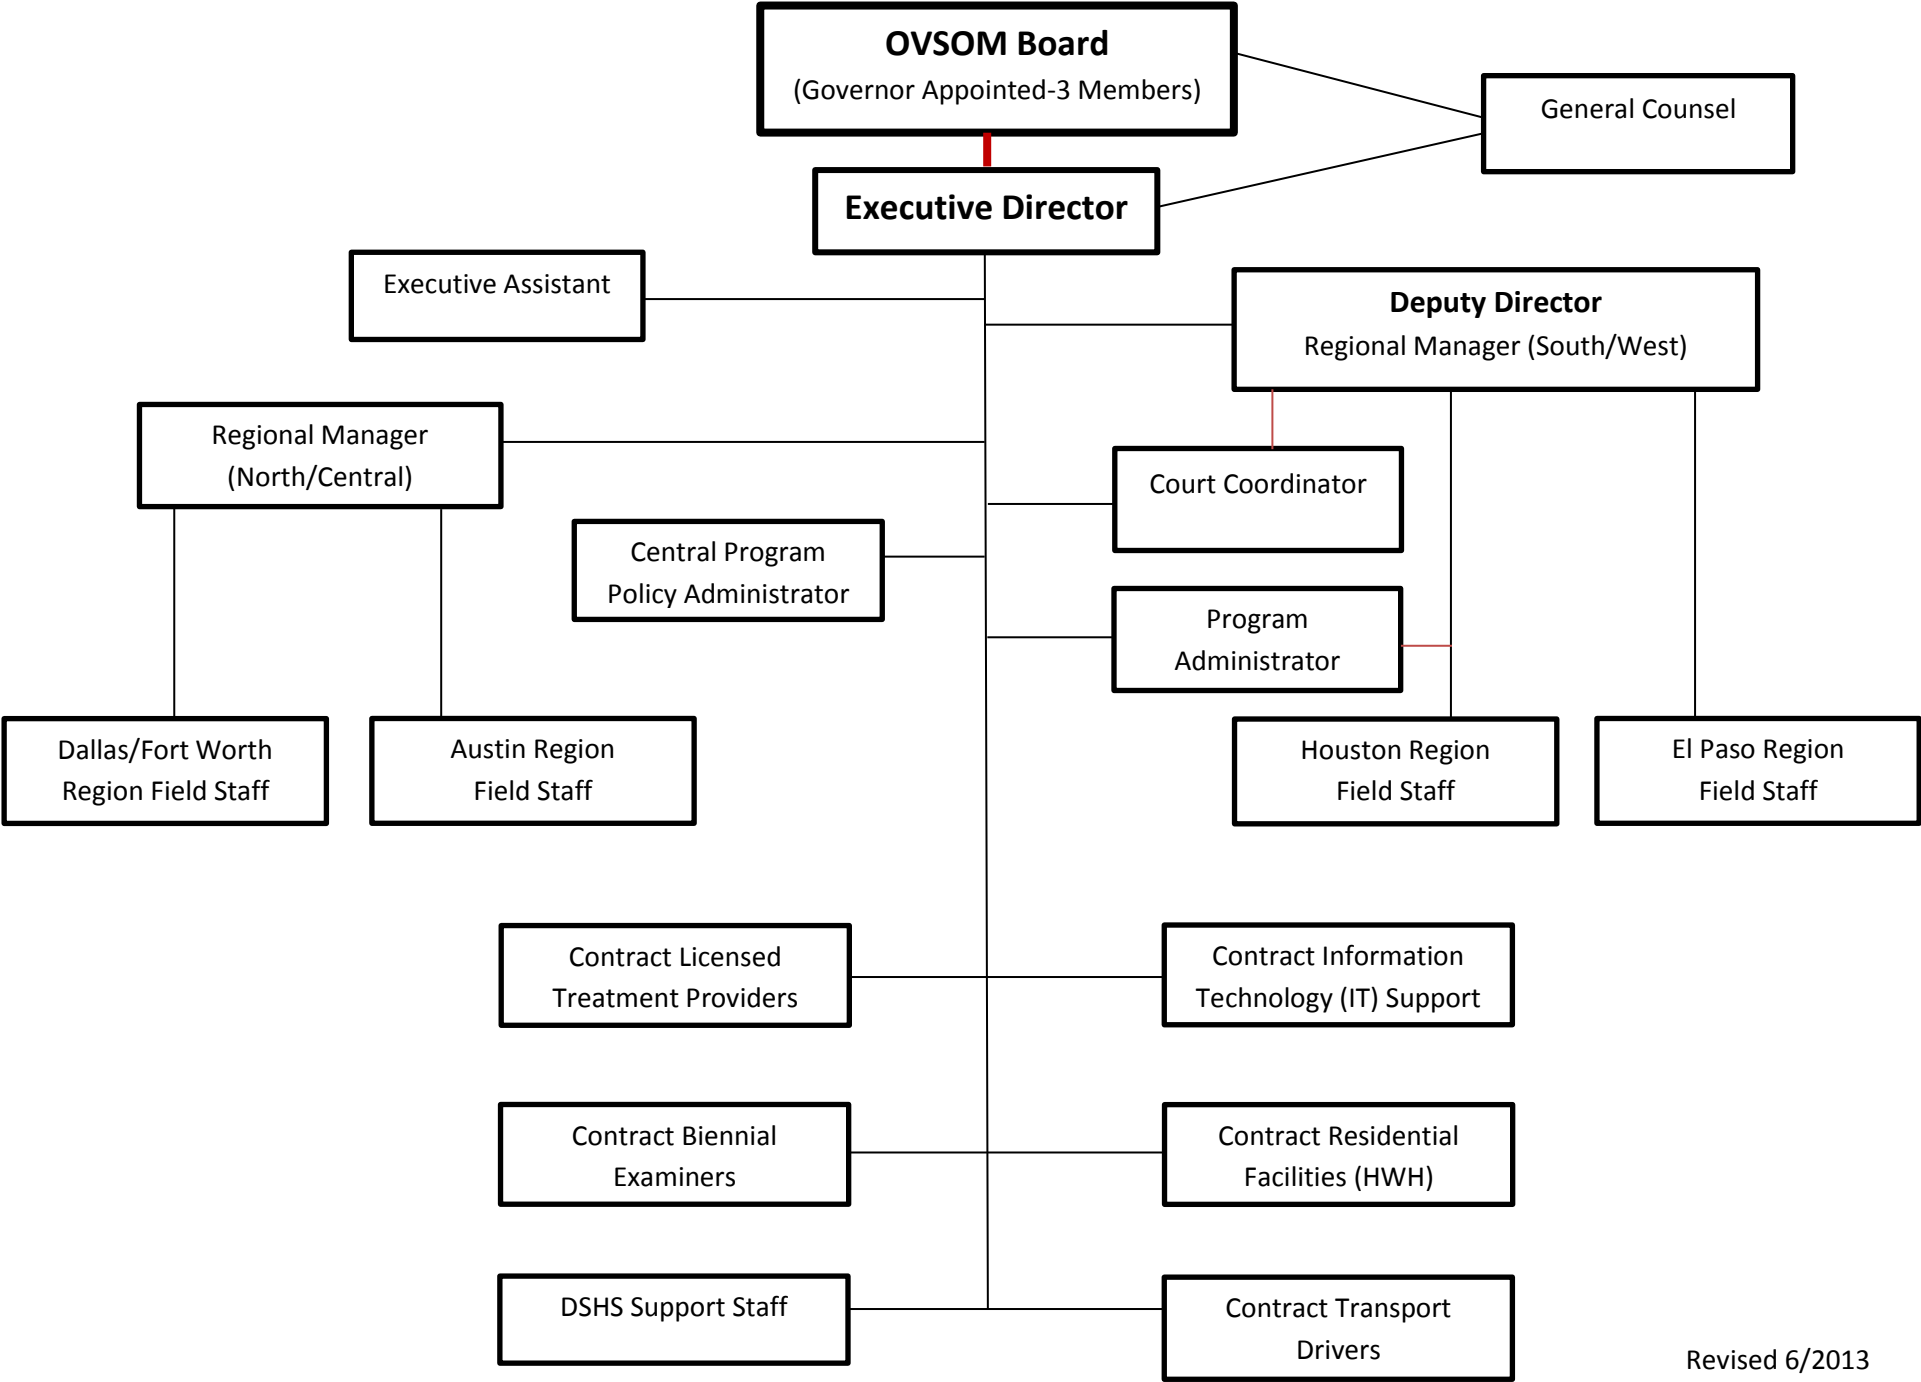 OVSOM Board
(Governor Appointed-3 Members)
General Counsel
Executive Director
Executive Assistant
Deputy Director
Regional Manager (South/West)
Regional Manager
(North/Central)
Court Coordinator
Central Program
Policy Administrator
Program
Administrator
Dallas/Fort Worth
Region Field Staff
Austin Region
Field Staff
Houston Region
Field Staff
El Paso Region
Field Staff
Contract Licensed
Treatment Providers
Contract Information
Technology (IT) Support
Contract Biennial
Examiners
Contract Residential
Facilities (HWH)
DSHS Support Staff
Contract Transport
Drivers
Revised 6/2013